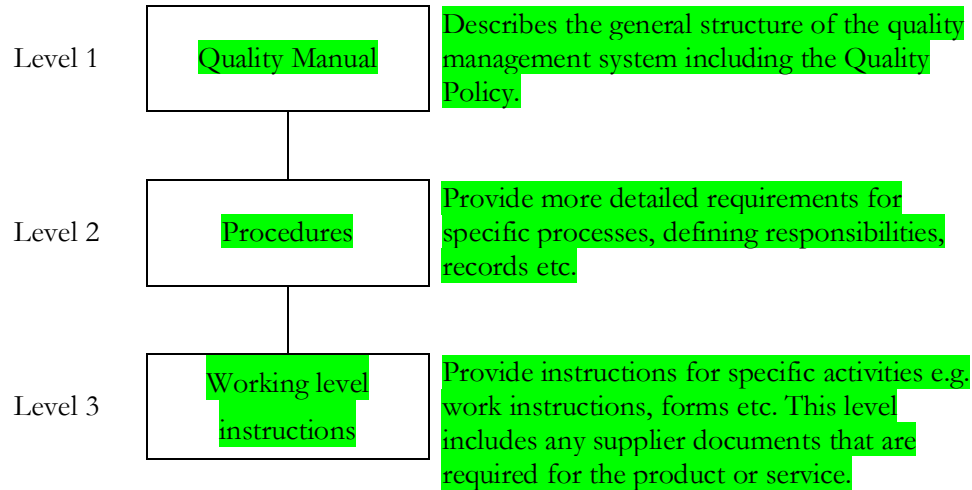 Level 1
Quality Manual
Describes the general structure of the quality
management system including the Quality
Policy.
Level 2
Procedures
Provide more detailed requirements for
specific processes, defining responsibilities,
records etc.
Level 3
Working level
instructions
Provide instructions for specific activities e.g.
work instructions, forms etc. This level
includes any supplier documents that are
required for the product or service.